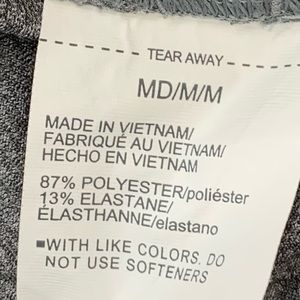 TEAR AWAY
MD/M/M
MADE IN VIETNAM/
FABRIQUÉ AU VIETNAM/
HECHO EN VIETNAM
87% POLYESTER/poliéster
13% ELASTANE/
ÉLASTHANNE/elastano
■WITH LIKE COLORS. DO
NOT USE SOFTENERS